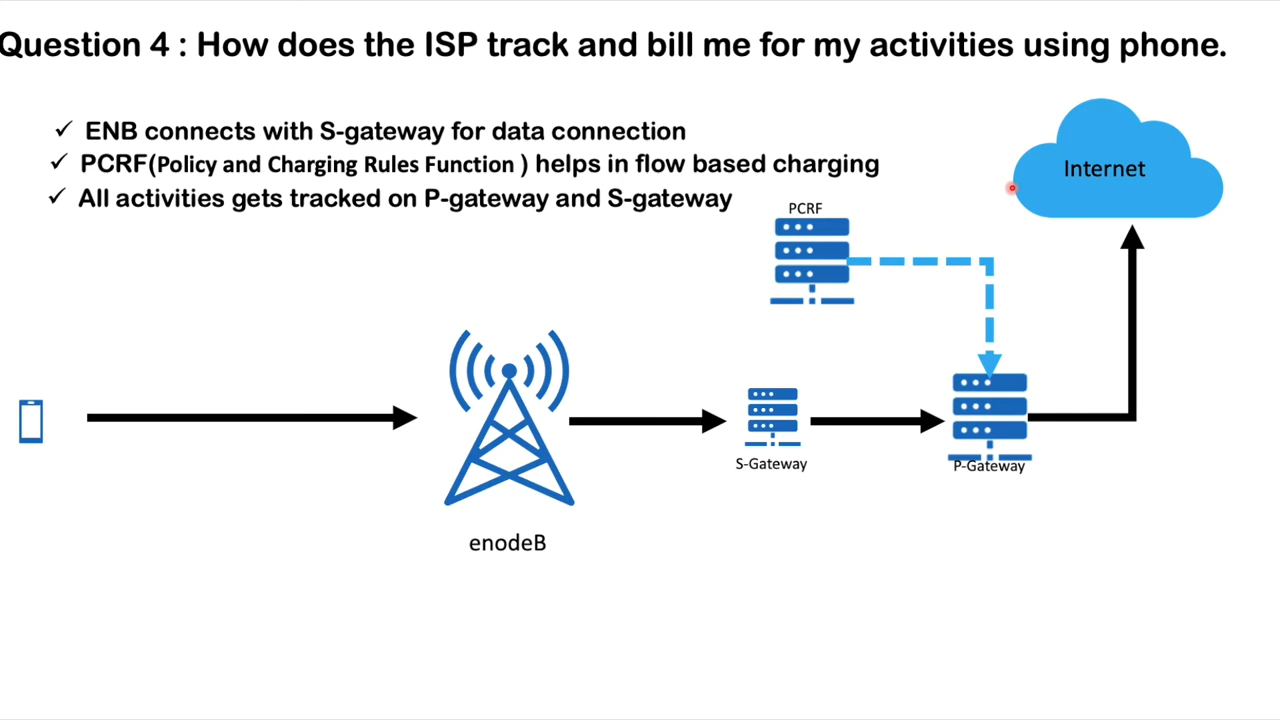 Question 4 : How does the ISP track and bill me for my activities using phone.
✓ ENB connects with S-gateway for data connection
✓ PCRF(Policy and Charging Rules Function ) helps in flow based charging
✓ All activities gets tracked on P-gateway and S-gateway
Internet
PCRF
S-Gateway
P-Gateway
enodeB